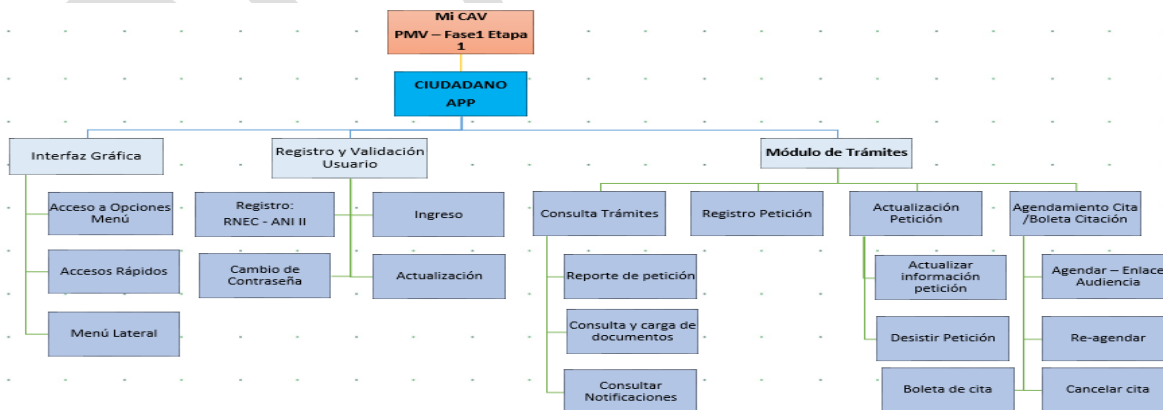 Mi CAV
PMV – Fase1 Etapa
1
CIUDADANO
APP
Interfaz Gráfica
Registro y Validación
Usuario
Módulo de Trámites
Acceso a Opciones
Menú
Accesos Rápidos
Menú Lateral
Registro:
RNEC - ANI II
Ingreso
Cambio de
Contraseña
Actualización
Consulta Trámites
Registro Petición
Actualización
Petición
Agendamiento Cita
/Boleta Citación
Reporte de petición
Consulta y carga de
documentos
Consultar
Notificaciones
Actualizar
información
petición
Desistir Petición
Agendar – Enlace
Audiencia
Re-agendar
Boleta de cita
Cancelar cita